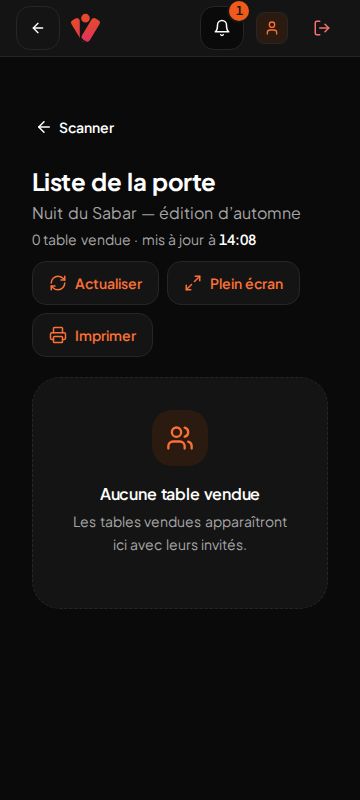 1
Scanner
Liste de la porte
Nuit du Sabar — édition d'automne
0 table vendue · mis à jour à 14:08
Actualiser
Plein écran
Imprimer
Aucune table vendue
Les tables vendues apparaîtront
ici avec leurs invités.